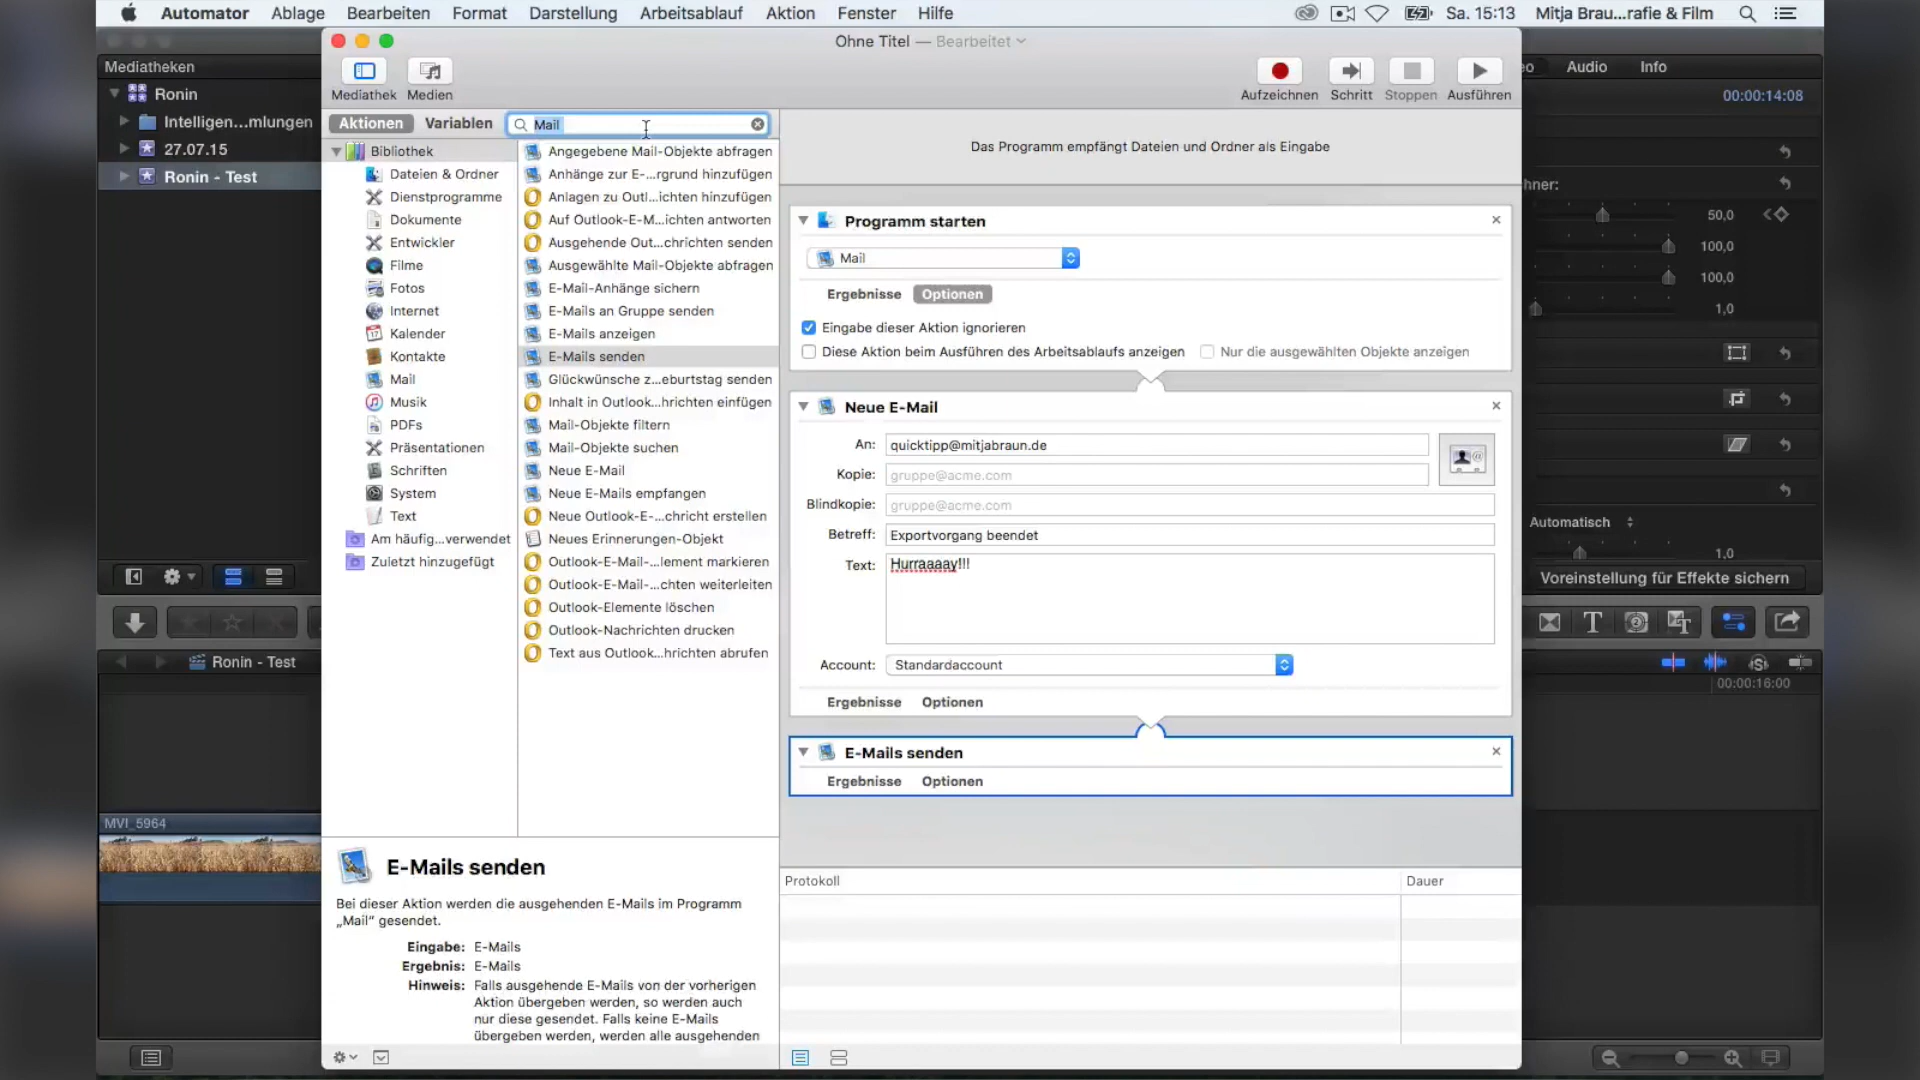 Automator Ablage Bearbeiten Format Darstellung Arbeitsablauf Aktion Fenster Hilfe Sa. 15:13 Mitja Brau...rafie & Film
Ohne Titel — Bearbeitet
Mediatheken
Ronin
Intelligen...mlungen
27.07.15
Ronin - Test
Mediathek Medien
Aufzeichnen Schritt Stoppen Ausführen
Audio Info
00:00:14:08
Aktionen Variablen Mail
Bibliothek
Dateien & Ordner
Dienstprogramme
Dokumente
Entwickler
Filme
Fotos
Internet
Kalender
Kontakte
Mail
Musik
PDFs
Präsentationen
Schriften
System
Text
Am häufig...verwendet
Zuletzt hinzugefügt
Angegebene Mail-Objekte abfragen
Anhänge zur E-...rgrund hinzufügen
Anlagen zu Outl...ichten hinzufügen
Auf Outlook-E-M...ichten antworten
Ausgehende Out...chrichten senden
Ausgewählte Mail-Objekte abfragen
E-Mail-Anhänge sichern
E-Mails an Gruppe senden
E-Mails anzeigen
E-Mails senden
Glückwünsche z...eburtstag senden
Inhalt in Outlook...hrichten einfügen
Mail-Objekte filtern
Mail-Objekte suchen
Neue E-Mail
Neue E-Mails empfangen
Neue Outlook-E-...chricht erstellen
Neues Erinnerungen-Objekt
Outlook-E-Mail-...lement markieren
Outlook-E-Mail-...chten weiterleiten
Outlook-Elemente löschen
Outlook-Nachrichten drucken
Text aus Outlook...hrichten abrufen
Das Programm empfängt Dateien und Ordner als Eingabe
Programm starten
Mail
Ergebnisse Optionen
Eingabe dieser Aktion ignorieren
Diese Aktion beim Ausführen des Arbeitsablaufs anzeigen Nur die ausgewählten Objekte anzeigen
Neue E-Mail
An: quicktipp@mitjabraun.de
Kopie: gruppe@acme.com
Blindkopie: gruppe@acme.com
Betreff: Exportvorgang beendet
Text: Hurraaaay!!!
Account: Standardaccount
Ergebnisse Optionen
E-Mails senden
Ergebnisse Optionen
Protokoll Dauer
E-Mails senden
Bei dieser Aktion werden die ausgehenden E-Mails im Programm
„Mail“ gesendet.
Eingabe: E-Mails
Ergebnis: E-Mails
Hinweis: Falls ausgehende E-Mails von der vorherigen
Aktion übergeben werden, so werden auch
nur diese gesendet. Falls keine E-Mails
übergeben werden, werden alle ausgehenden
Ronin - Test
MVI_5964
hner:
50,0
100,0
100,0
1,0
Automatisch
1,0
Voreinstellung für Effekte sichern
00:00:16:00